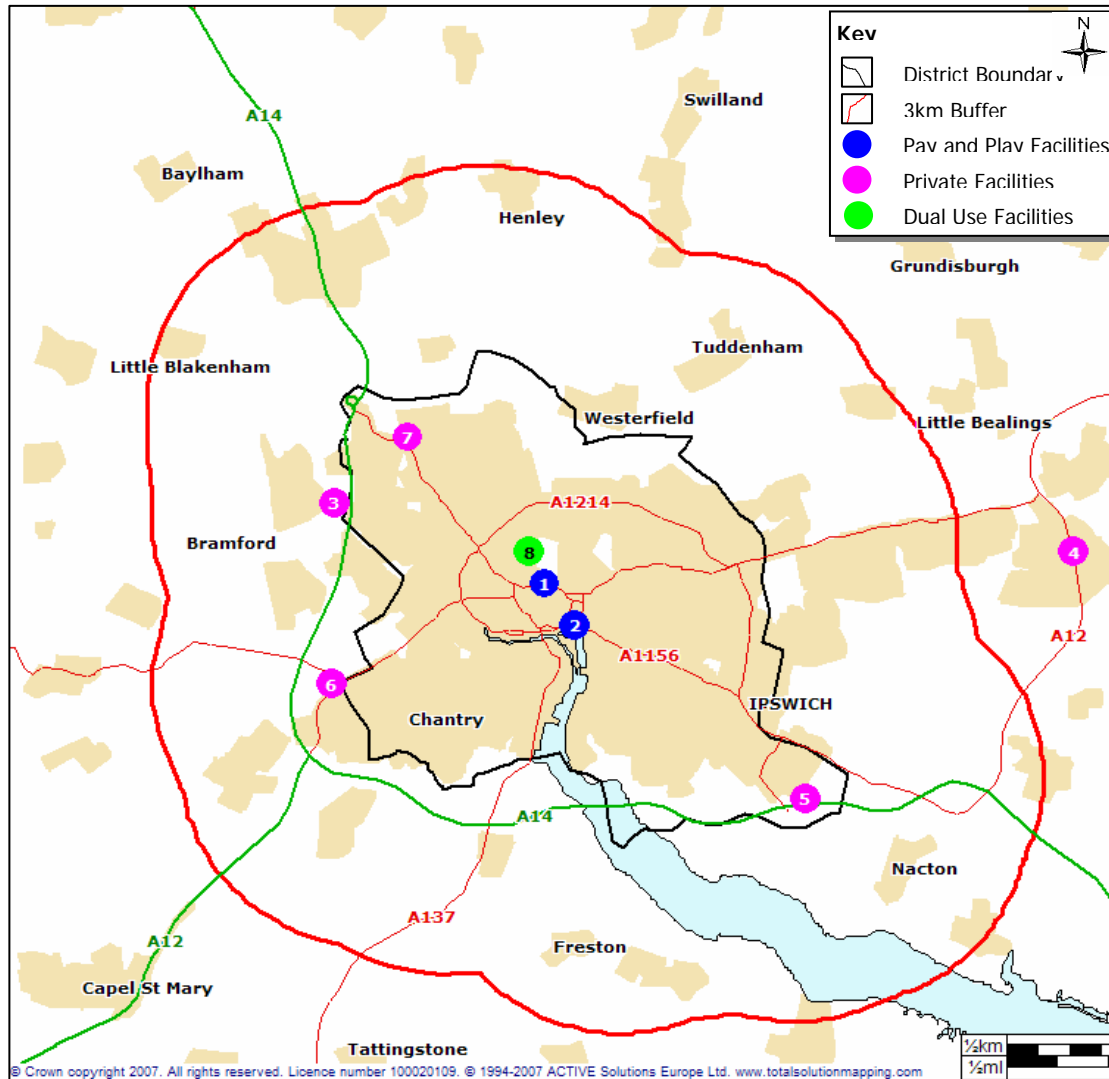 Key
N
District Boundary
3km Buffer
Pay and Play Facilities
Private Facilities
Dual Use Facilities
A14
Swilland
Baylham
Henley
Grundisburgh
Tuddenham
Little Blakenham
Westerfield
Little Bealings
7
3
A1214
Bramford
8
4
1
2
A12
A1156
6
Chantry
IPSWICH
5
A14
Nacton
A137
Freston
A12
Capel St Mary
Tattingstone
½km
½ml
© Crown copyright 2007. All rights reserved. Licence number 100020109. © 1994-2007 ACTIVE Solutions Europe Ltd. www.totalsolutionmapping.com